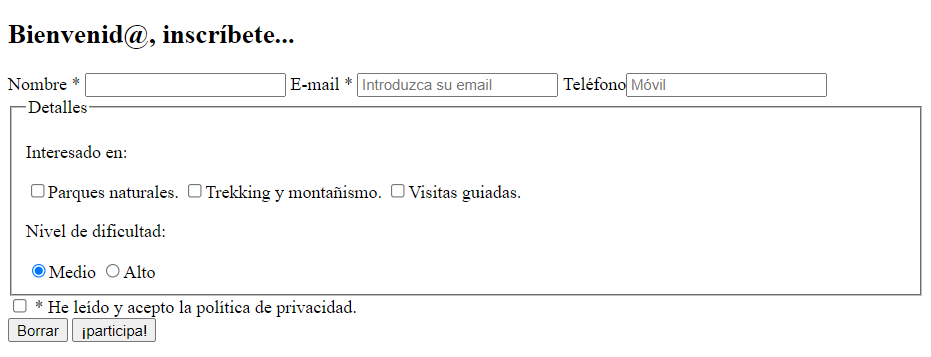 Bienvenid@, inscríbete...
Nombre * E-mail * Introduzca su email Teléfono Móvil
Detalles
Interesado en:
Parques naturales. Trekking y montañismo. Visitas guiadas.
Nivel de dificultad:
Medio Alto
* He leído y acepto la política de privacidad.
Borrar ¡participa!